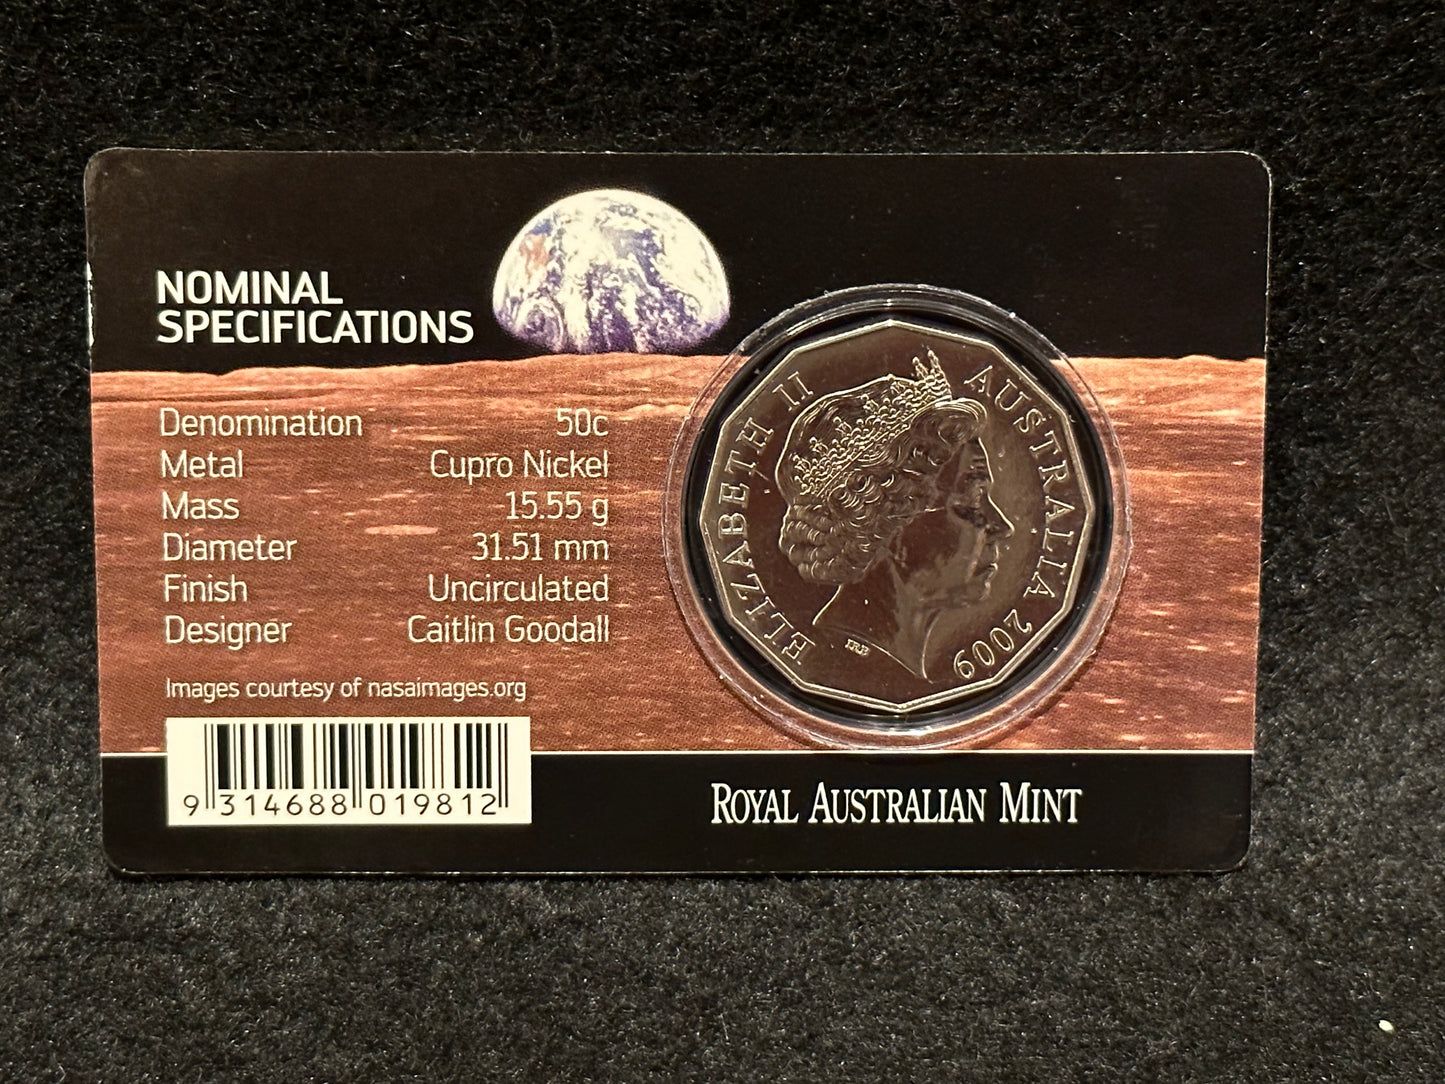 NOMINAL
SPECIFICATIONS
Denomination 50c
Metal Cupro Nickel
Mass 15.55 g
Diameter 31.51 mm
Finish Uncirculated
Designer Caitlin Goodall
Images courtesy of nasaimages.org
9 314688 019812
ELIZABETH II AUSTRALIA 2009
IRB
ROYAL AUSTRALIAN MINT